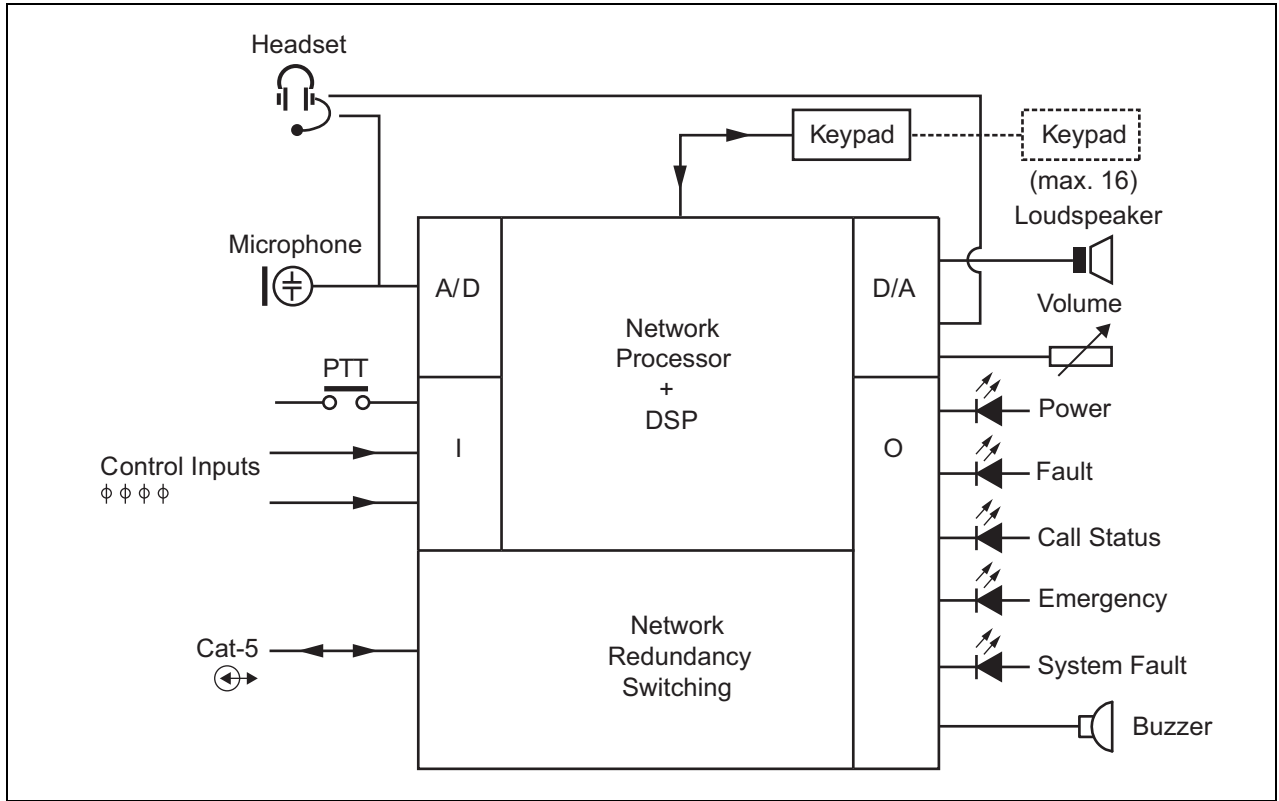 Headset
Keypad
Keypad
(max. 16)
Loudspeaker
Microphone
A/D
D/A
Volume
Network
Processor
+
DSP
PTT
Power
I
O
Control Inputs
Fault
Call Status
Emergency
Cat-5
Network
Redundancy
Switching
System Fault
Buzzer